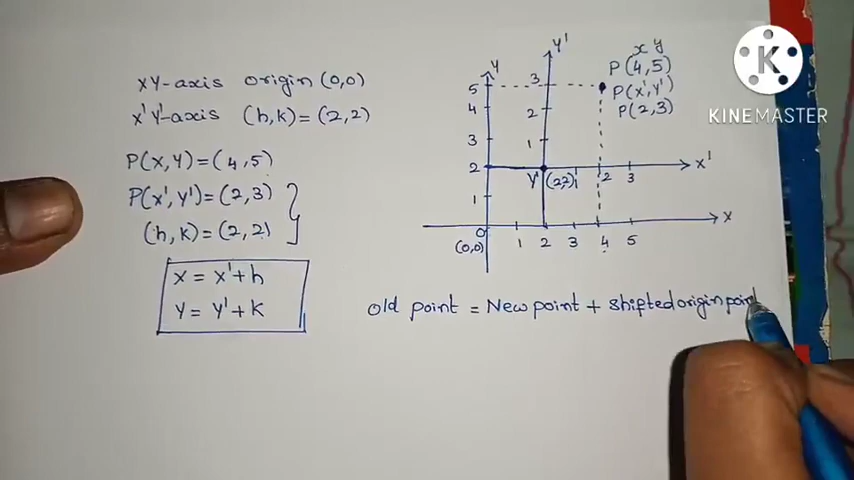 XY-axis origin (0,0)
x'Y'-axis (h,k)=(2,2)
P(x,y)=(4,5)
P(x',y')=(2,3)
(h,k)=(2,2)
x = x'+h
Y = Y'+k
Y
Y'
x y
P(4,5)
P(x',Y')
P(2,3)
5
4
3
2
1
0
(0,0)
3
2
1
Y'
(2,2)
1
2
3
x'
1
2
3
4
5
x
old point = New point + shifted origin point
KINEMASTER